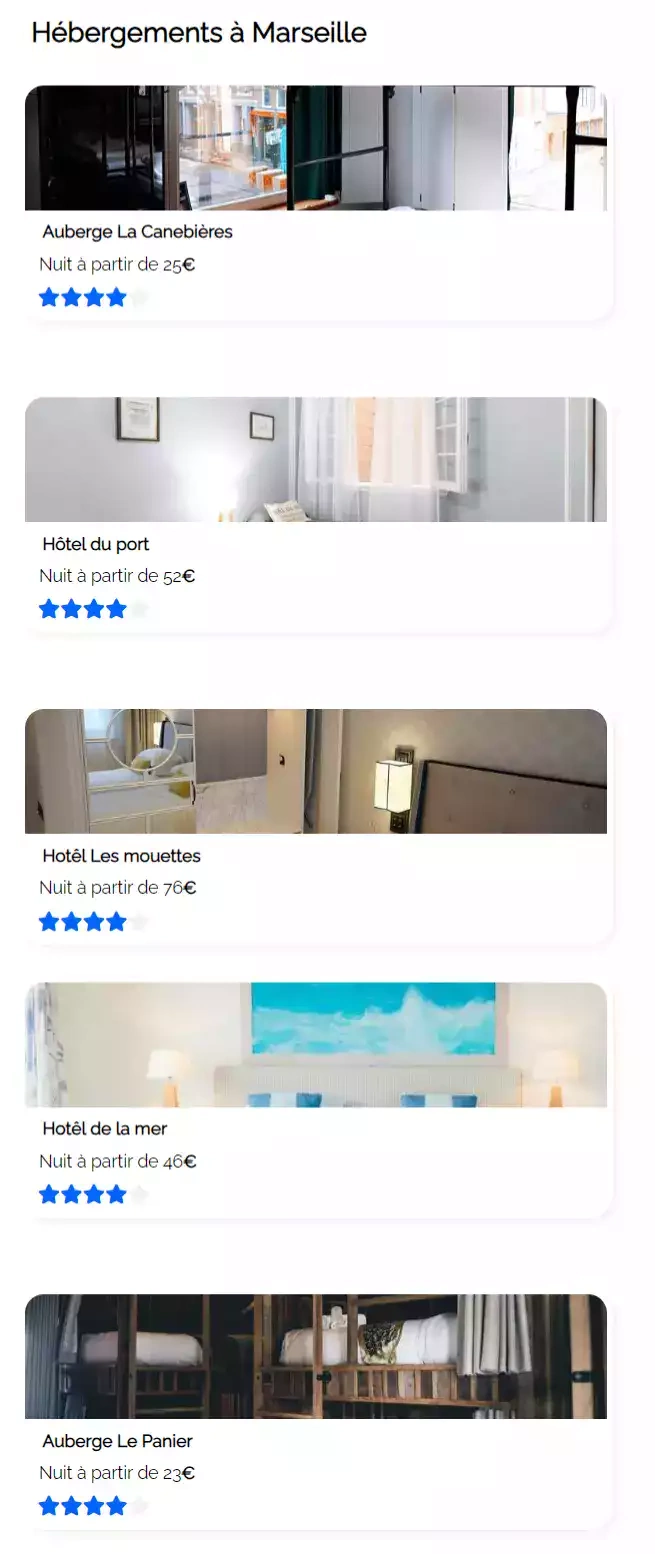 Hébergements à Marseille
Auberge La Canebières
Nuit à partir de 25€
Hôtel du port
Nuit à partir de 52€
Hotêl Les mouettes
Nuit à partir de 76€
Hotêl de la mer
Nuit à partir de 46€
Auberge Le Panier
Nuit à partir de 23€